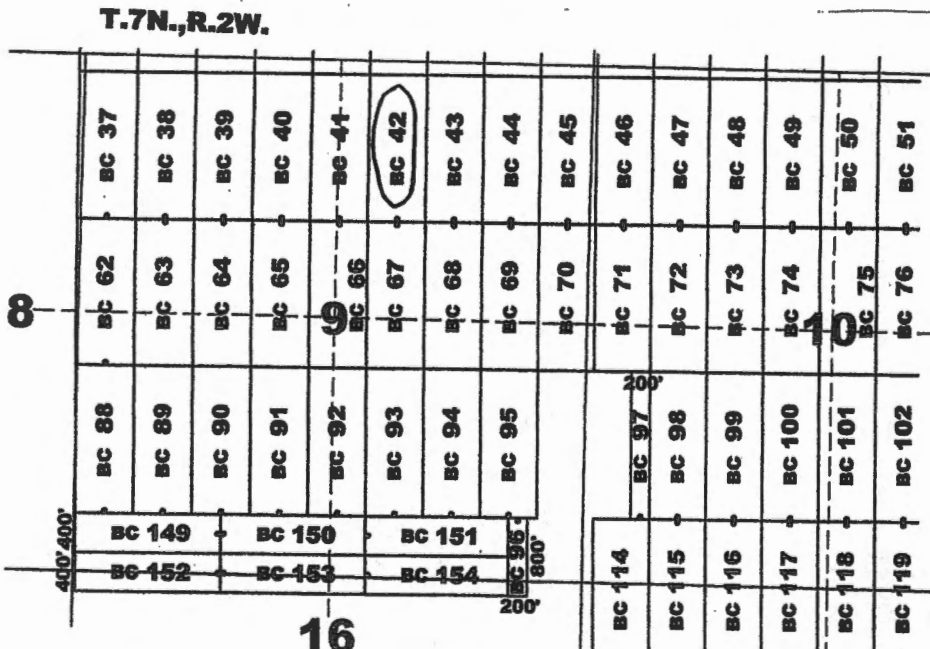 T.7N.,R.2W.
BC 37 BC 38 BC 39 BC 40 BC 41 BC 42 BC 43 BC 44 BC 45 BC 46 BC 47 BC 48 BC 49 BC 50 BC 51
BC 62 BC 63 BC 64 BC 65 BC 66 BC 67 BC 68 BC 69 BC 70 BC 71 BC 72 BC 73 BC 74 BC 75 BC 76
8 9 10
200'
BC 88 BC 89 BC 90 BC 91 BC 92 BC 93 BC 94 BC 95 BC 97 BC 98 BC 99 BC 100 BC 101 BC 102
400' BC 149 BC 150 BC 151
400' BC 152 BC 153 BC 154 BC 96 800'
200'
BC 114 BC 115 BC 116 BC 117 BC 118 BC 119
16